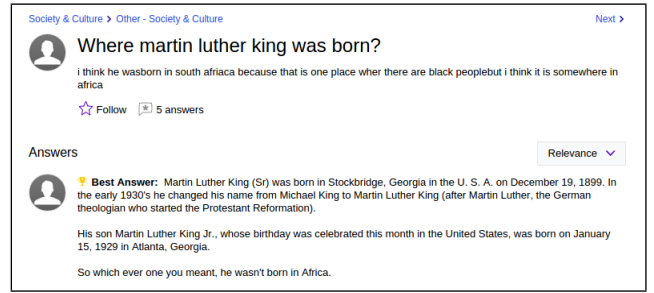 Society & Culture > Other - Society & Culture
Next >
Where martin luther king was born?
i think he wasborn in south afriaca because that is one place wher there are black peoplebut i think it is somewhere in
africa
Follow 5 answers
Answers
Relevance
Best Answer: Martin Luther King (Sr) was born in Stockbridge, Georgia in the U. S. A. on December 19, 1899. In
the early 1930's he changed his name from Michael King to Martin Luther King (after Martin Luther, the German
theologian who started the Protestant Reformation).
His son Martin Luther King Jr., whose birthday was celebrated this month in the United States, was born on January
15, 1929 in Atlanta, Georgia.
So which ever one you meant, he wasn't born in Africa.